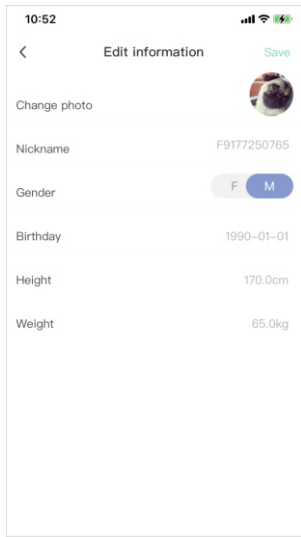 10:52
Edit information
Save
Change photo
Nickname
F9177250765
Gender
F
M
Birthday
1990-01-01
Height
170.0cm
Weight
65.0kg